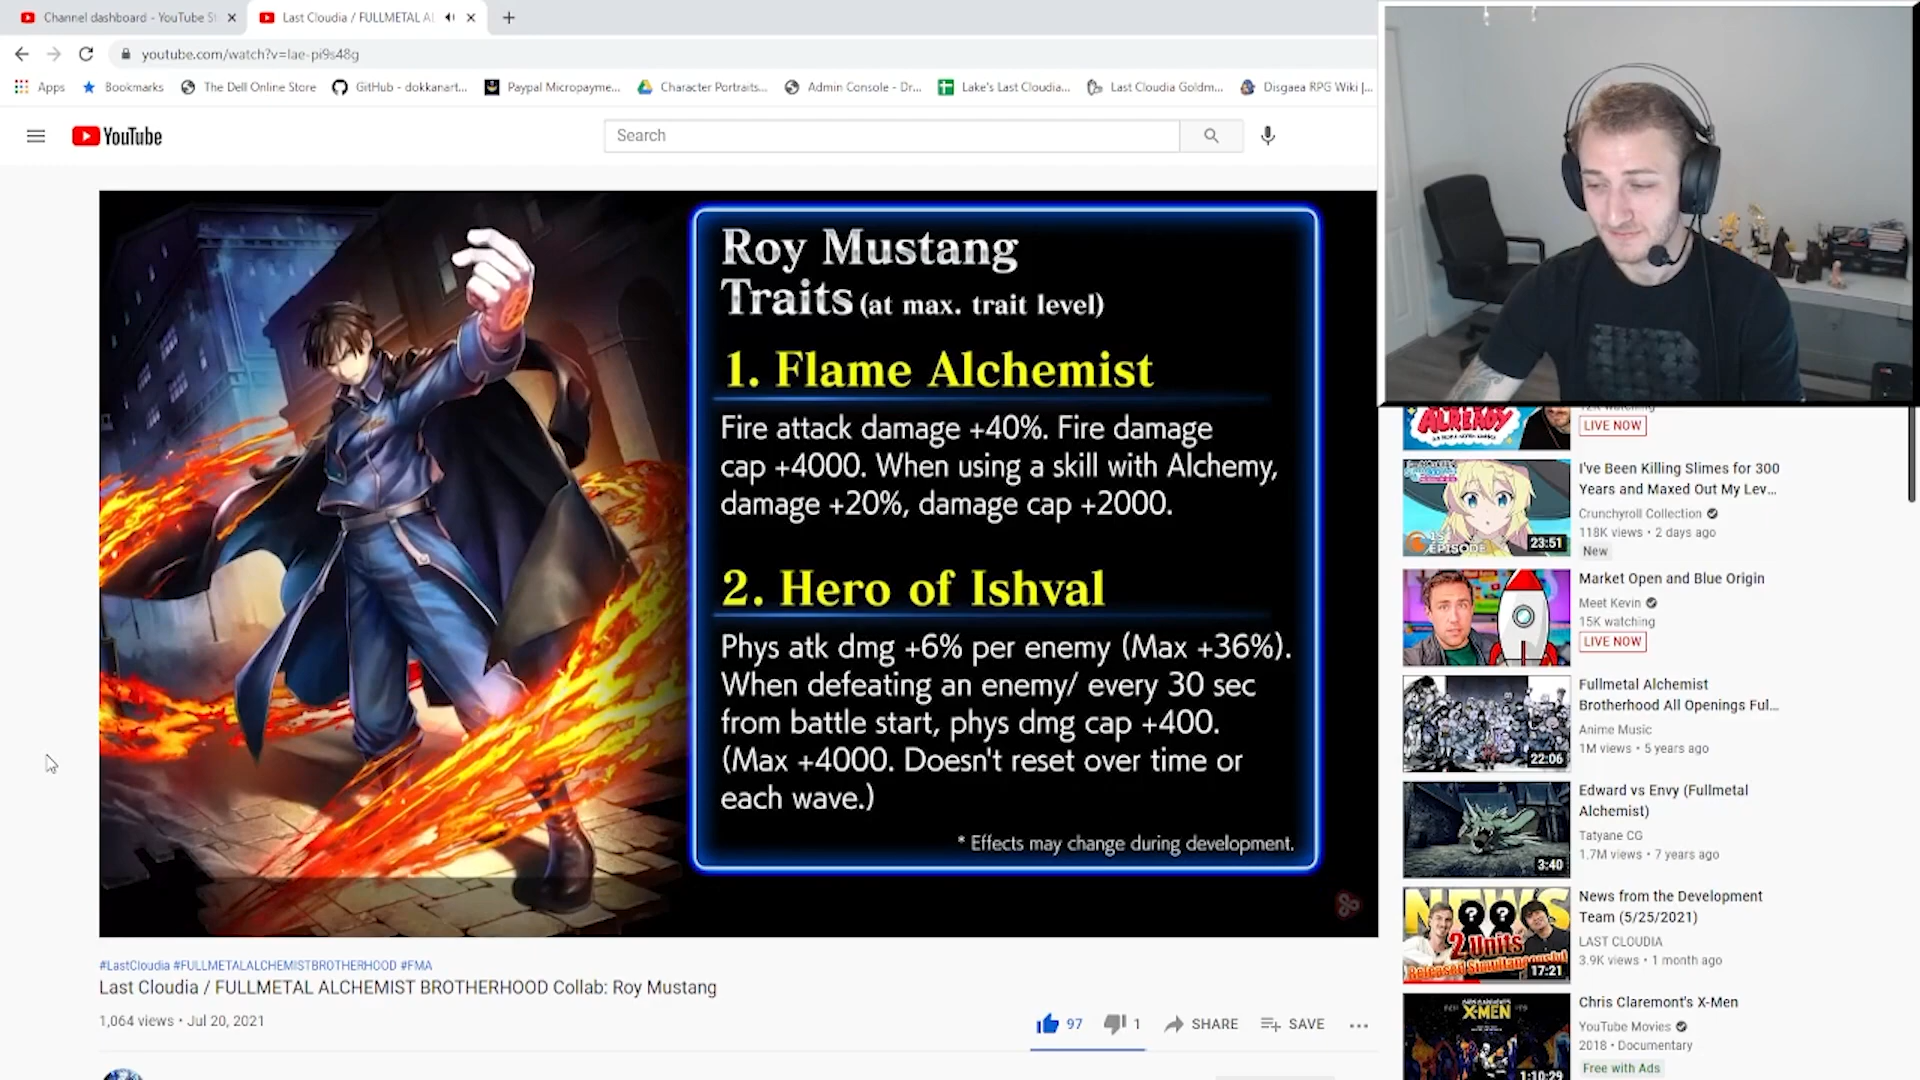 Channel dashboard - YouTube St
Last Cloudia / FULLMETAL AL
youtube.com/watch?v=Iae-pi9s48g
Apps
Bookmarks
The Dell Online Store
GitHub - dokkanart...
Paypal Micropayme...
Character Portraits...
Admin Console - Dr...
Lake's Last Cloudia...
Last Cloudia Goldm...
Disgaea RPG Wiki |...
YouTube
Search
Roy Mustang
Traits (at max. trait level)
1. Flame Alchemist
Fire attack damage +40%. Fire damage
cap +4000. When using a skill with Alchemy,
damage +20%, damage cap +2000.
2. Hero of Ishval
Phys atk dmg +6% per enemy (Max +36%).
When defeating an enemy/ every 30 sec
from battle start, phys dmg cap +400.
(Max +4000. Doesn't reset over time or
each wave.)
* Effects may change during development.
#LastCloudia #FULLMETALALCHEMISTBROTHERHOOD #FMA
Last Cloudia / FULLMETAL ALCHEMIST BROTHERHOOD Collab: Roy Mustang
1,064 views • Jul 20, 2021
97
1
SHARE
SAVE
ALREADY
LIVE NOW
I've Been Killing Slimes for 300
Years and Maxed Out My Lev...
Crunchyroll Collection
118K views • 2 days ago
New
EPISODE
23:51
Market Open and Blue Origin
Meet Kevin
15K watching
LIVE NOW
Fullmetal Alchemist
Brotherhood All Openings Ful...
Anime Music
1M views • 5 years ago
22:06
Edward vs Envy (Fullmetal
Alchemist)
Tatyane CG
1.7M views • 7 years ago
3:40
News from the Development
Team (5/25/2021)
LAST CLOUDIA
3.9K views • 1 month ago
NEWS
2 Units
Released Simultaneously!
17:21
Chris Claremont's X-Men
YouTube Movies
2018 • Documentary
Free with Ads
X-MEN
1:10:29